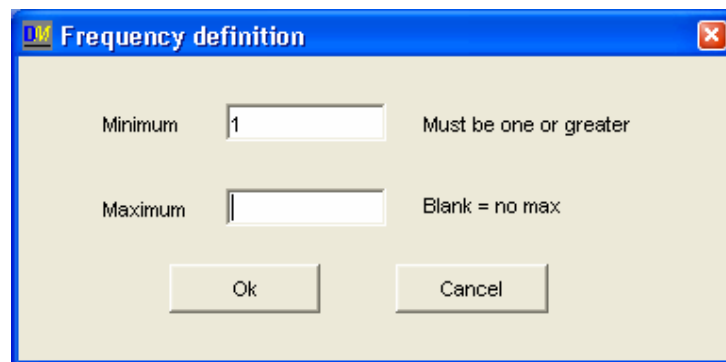 DM Frequency definition
Minimum 1 Must be one or greater
Maximum Blank = no max
Ok Cancel